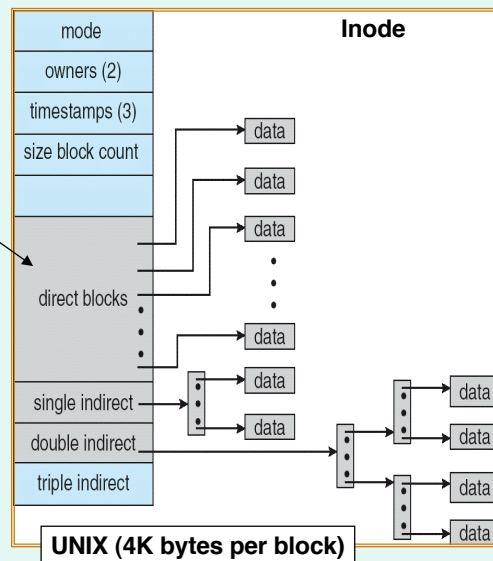 Inode
mode
owners (2)
timestamps (3)
size block count
data
data
data
direct blocks
data
data
single indirect
data
double indirect
triple indirect
data
data
data
data
UNIX (4K bytes per block)